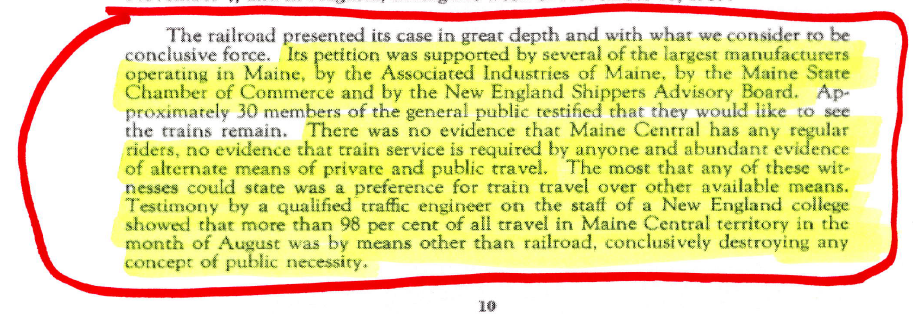 The railroad presented its case in great depth and with what we consider to be
conclusive force. Its petition was supported by several of the largest manufacturers
operating in Maine, by the Associated Industries of Maine, by the Maine State
Chamber of Commerce and by the New England Shippers Advisory Board. Ap-
proximately 30 members of the general public testified that they would like to see
the trains remain. There was no evidence that Maine Central has any regular
riders, no evidence that train service is required by anyone and abundant evidence
of alternate means of private and public travel. The most that any of these wit-
nesses could state was a preference for train travel over other available means.
Testimony by a qualified traffic engineer on the staff of a New England college
showed that more than 98 per cent of all travel in Maine Central territory in the
month of August was by means other than railroad, conclusively destroying any
concept of public necessity.
10